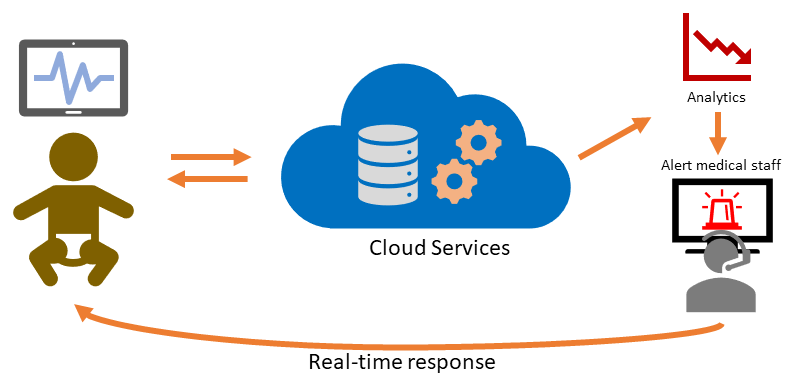 Analytics
Alert medical staff
Cloud Services
Real-time response